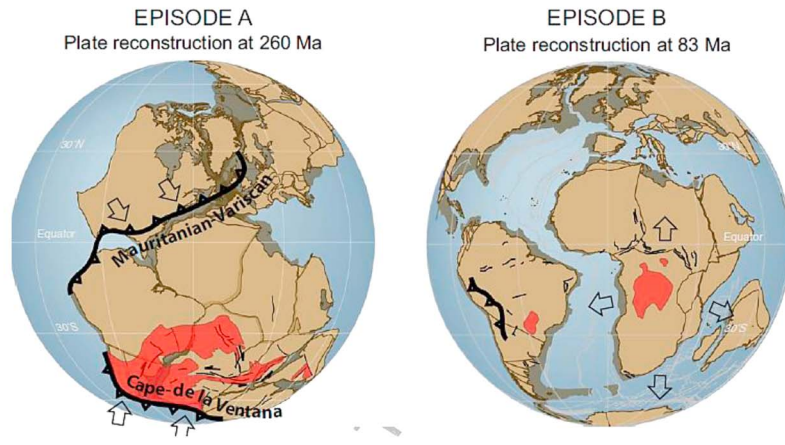 EPISODE A
Plate reconstruction at 260 Ma
30°N
Mauritanian-Variscan
Equator
30°S
Cape-de la Ventana
EPISODE B
Plate reconstruction at 83 Ma
30°N
Equator
30°S